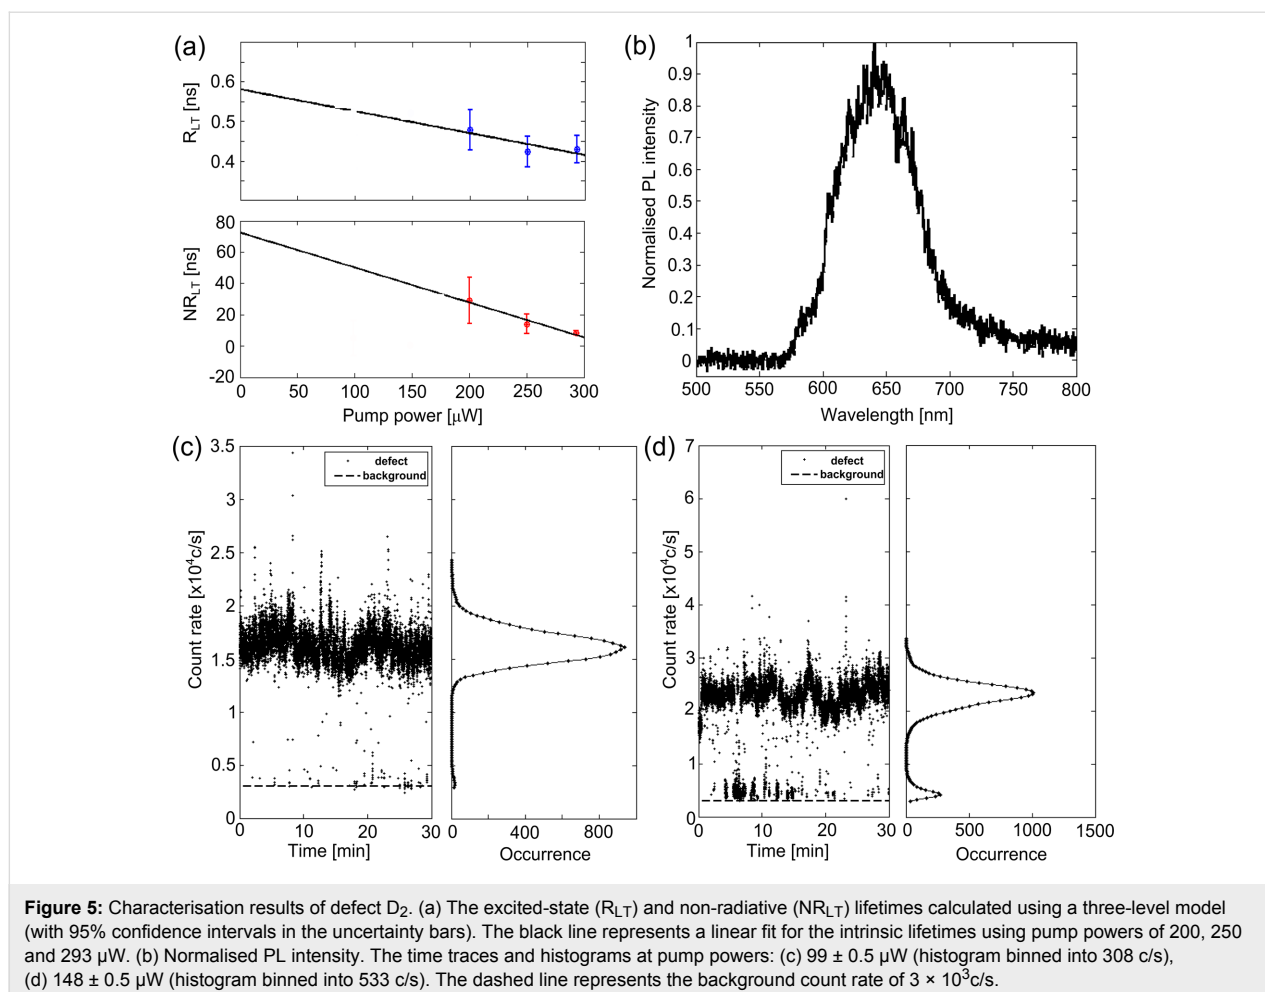 (a)
R_LT [ns]
0.6
0.5
0.4
NR_LT [ns]
80
60
40
20
0
-20
0 50 100 150 200 250 300
Pump power [µW]
(b)
Normalised PL intensity
1
0.9
0.8
0.7
0.6
0.5
0.4
0.3
0.2
0.1
0
500 550 600 650 700 750 800
Wavelength [nm]
(c)
Count rate [x10⁴c/s]
3.5
3
2.5
2
1.5
1
0.5
0
defect
background
0 10 20 30
Time [min]
0 400 800
Occurrence
(d)
Count rate [x10⁴c/s]
7
6
5
4
3
2
1
0
defect
background
0 10 20 30
Time [min]
0 500 1000 1500
Occurrence
Figure 5: Characterisation results of defect D₂. (a) The excited-state (R_LT) and non-radiative (NR_LT) lifetimes calculated using a three-level model
(with 95% confidence intervals in the uncertainty bars). The black line represents a linear fit for the intrinsic lifetimes using pump powers of 200, 250
and 293 µW. (b) Normalised PL intensity. The time traces and histograms at pump powers: (c) 99 ± 0.5 µW (histogram binned into 308 c/s),
(d) 148 ± 0.5 µW (histogram binned into 533 c/s). The dashed line represents the background count rate of 3 × 10³c/s.